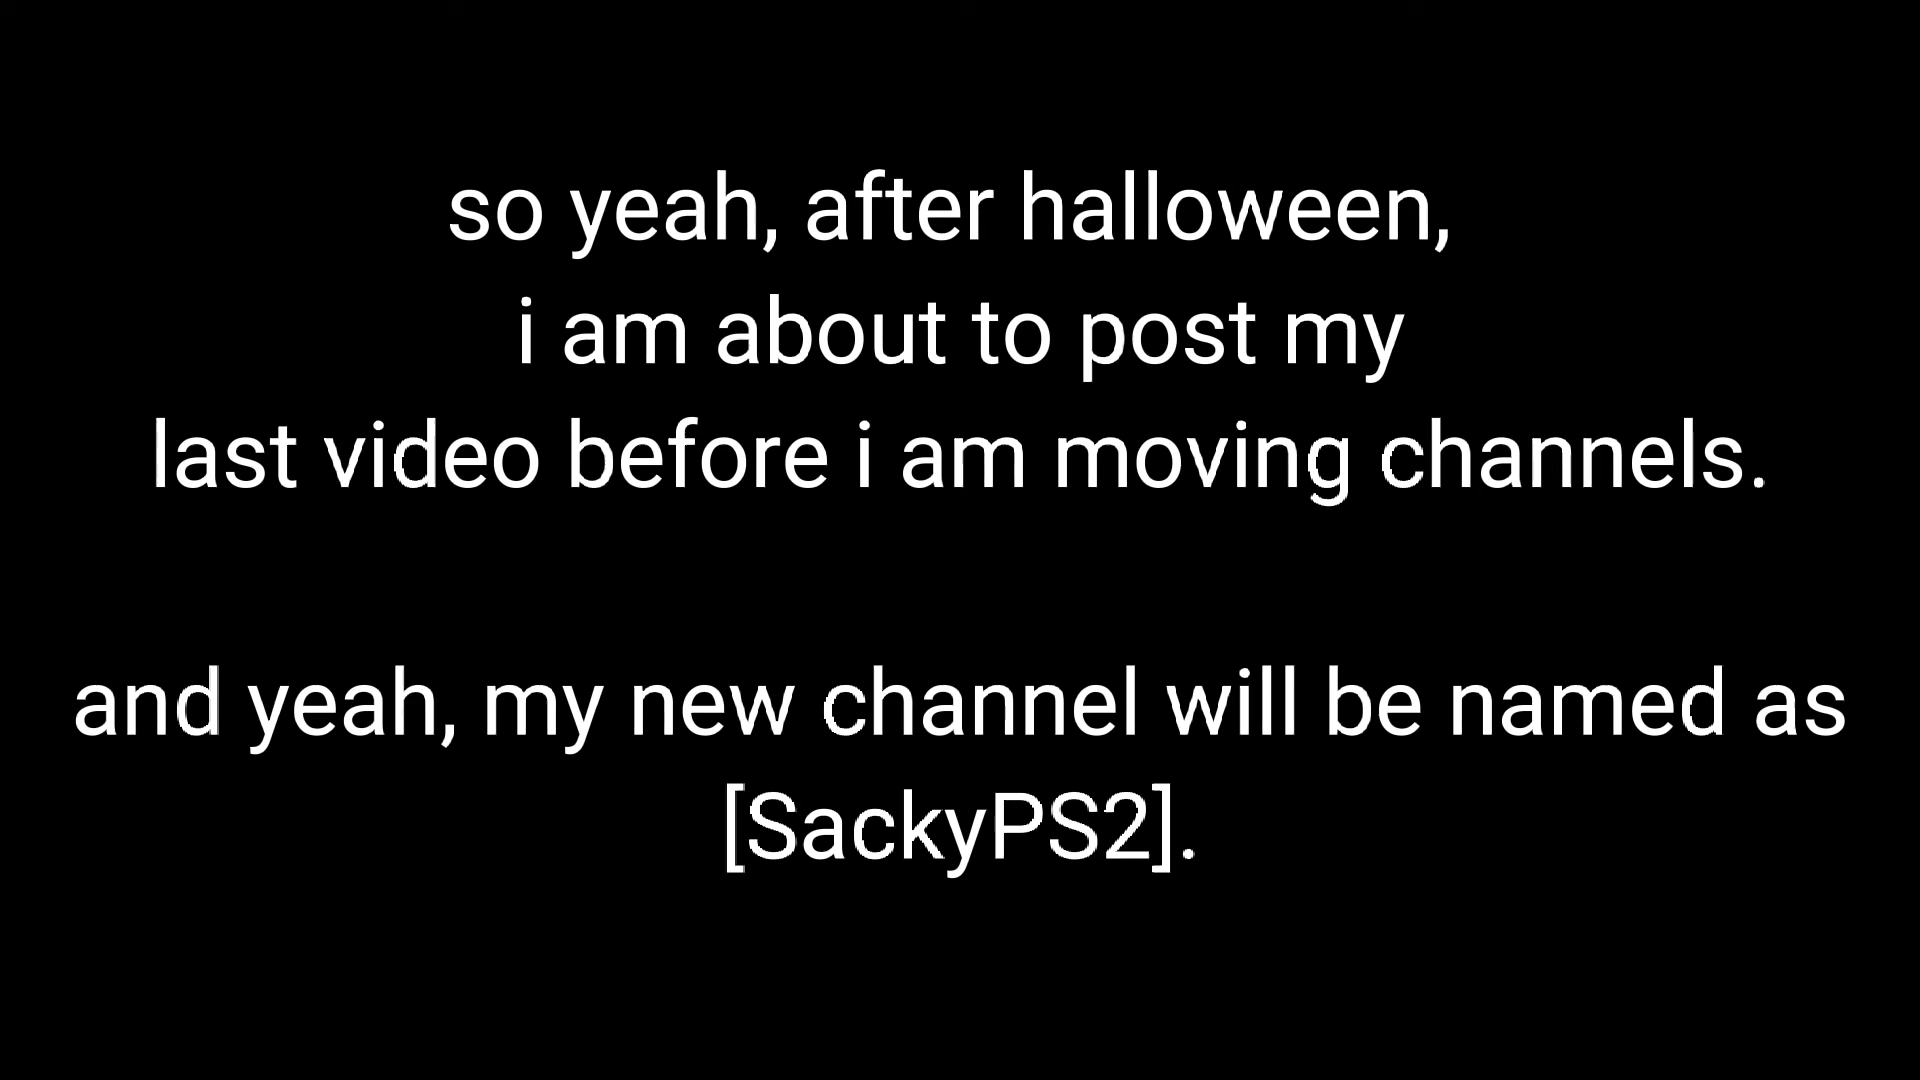 so yeah, after halloween,
i am about to post my
last video before i am moving channels.
and yeah, my new channel will be named as
[SackyPS2].